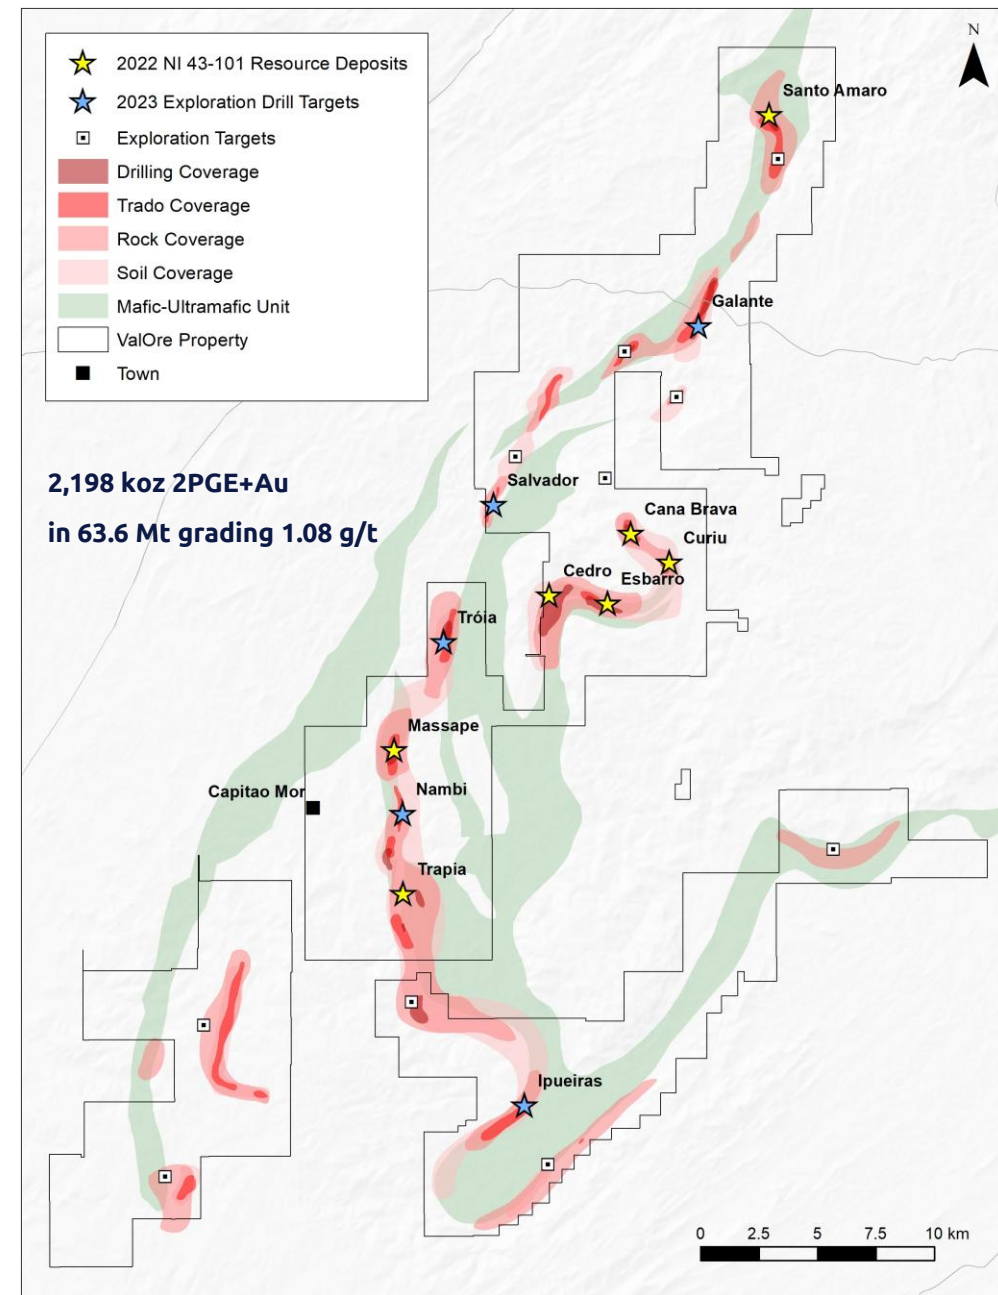 N
2022 NI 43-101 Resource Deposits
2023 Exploration Drill Targets
Exploration Targets
Drilling Coverage
Trado Coverage
Rock Coverage
Soil Coverage
Mafic-Ultramafic Unit
ValOre Property
Town
Santo Amaro
Galante
2,198 koz 2PGE+Au
in 63.6 Mt grading 1.08 g/t
Salvador
Cana Brava
Curiu
Cedro
Esbarro
Tróia
Massape
Nambi
Capitao Mor
Trapia
Ipueiras
0 2.5 5 7.5 10 km